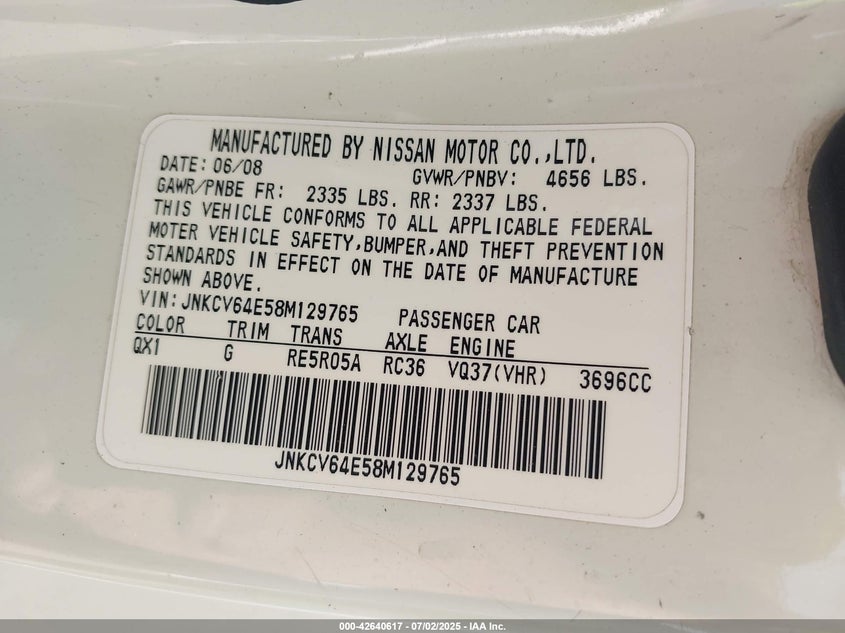 MANUFACTURED BY NISSAN MOTOR CO.,LTD.
DATE: 06/08 GVWR/PNBV: 4656 LBS.
GAWR/PNBE FR: 2335 LBS. RR: 2337 LBS.
THIS VEHICLE CONFORMS TO ALL APPLICABLE FEDERAL
MOTER VEHICLE SAFETY,BUMPER,AND THEFT PREVENTION
STANDARDS IN EFFECT ON THE DATE OF MANUFACTURE
SHOWN ABOVE.
VIN:JNKCV64E58M129765 PASSENGER CAR
COLOR TRIM TRANS AXLE ENGINE
QX1 G RE5R05A RC36 VQ37(VHR) 3696CC
JNKCV64E58M129765
000-42640617 - 07/02/2025 - IAA Inc.